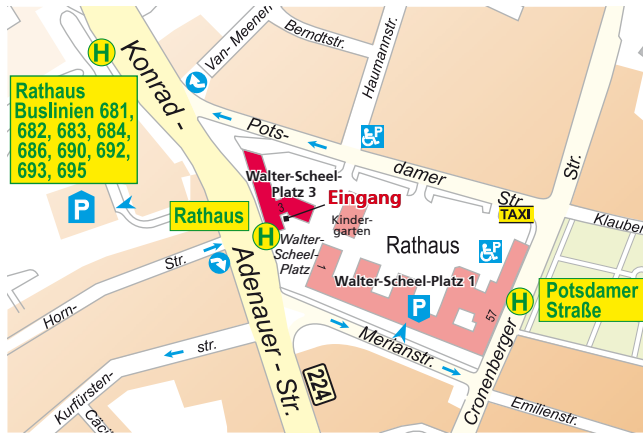 Van- Meenen-
Berndtstr.
Haumannstr.
H
Konrad -
Rathaus
Buslinien 681,
682, 683, 684,
686, 690, 692,
693, 695
P
Pots-
damer
Str.
P
Str.
Walter-Scheel-
Platz 3
3
Eingang
Kinder-
garten
TAXI
Klauber
Rathaus
H
Walter-
Scheel-
Platz
Rathaus
P
Adenauer - Str.
Str.
Horn-
1
Walter-Scheel-Platz 1
P
57
H
Potsdamer
Straße
Merianstr.
Cronenberger
str.
Kurfürsten-
Cäci
224
Emilienstr.